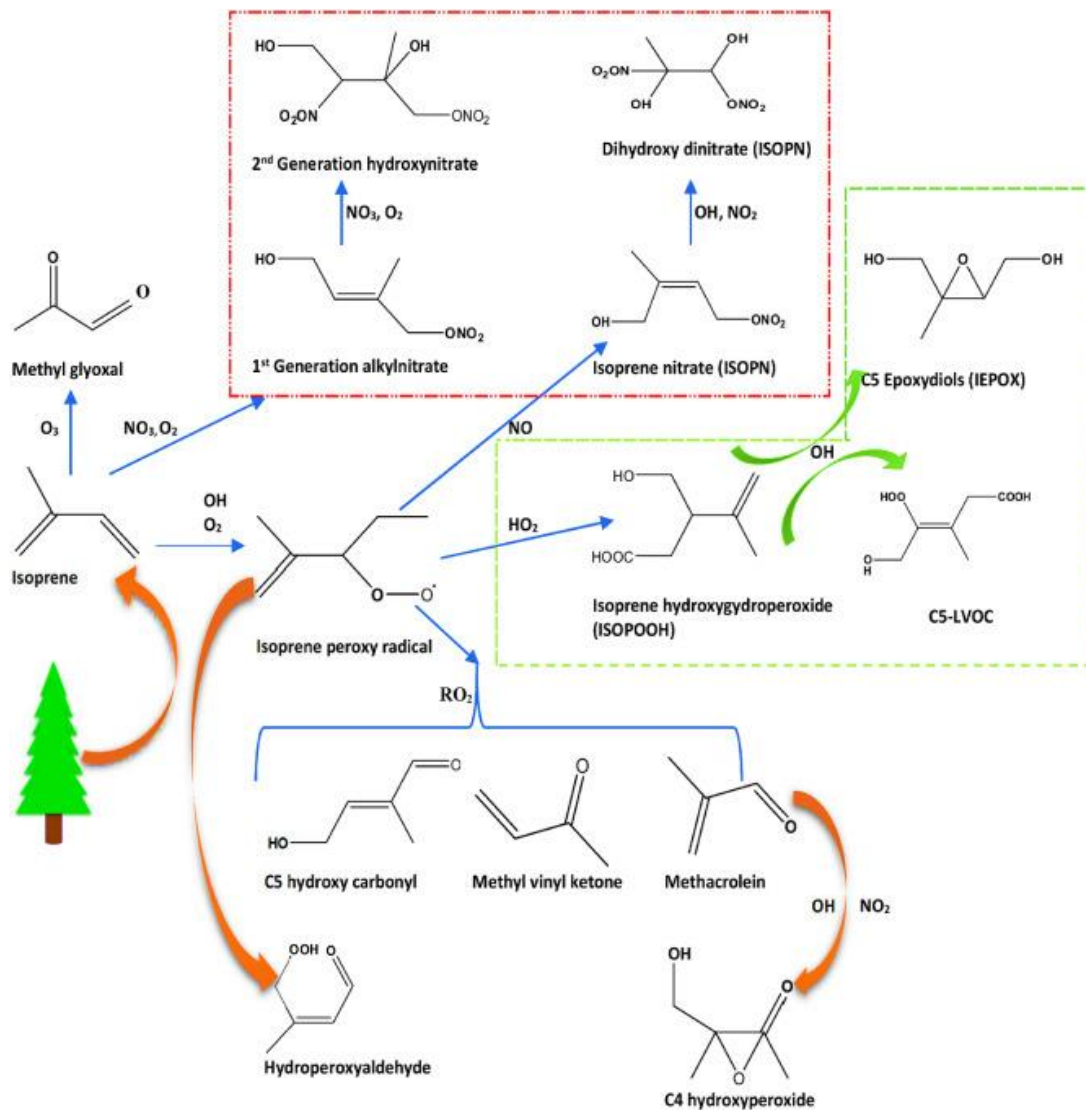 HO
OH
O₂ON
ONO₂
2nd Generation hydroxynitrate
NO₃, O₂
HO
ONO₂
1st Generation alkylnitrate
OH
O₂ON
OH
ONO₂
Dihydroxy dinitrate (ISOPN)
OH, NO₂
OH
ONO₂
Isoprene nitrate (ISOPN)
HO
O
OH
C5 Epoxydiols (IEPOX)
O
O
Methyl glyoxal
O₃
NO₃,O₂
NO
OH
O₂
Isoprene
O
O·
Isoprene peroxy radical
HO₂
HO
HOOC
Isoprene hydroxygydroperoxide
(ISOPOOH)
OH
HOO
COOH
O
H
C5-LVOC
RO₂
O
HO
C5 hydroxy carbonyl
O
Methyl vinyl ketone
O
Methacrolein
OH
NO₂
OOH
O
Hydroperoxyaldehyde
OH
O
O
C4 hydroxyperoxide